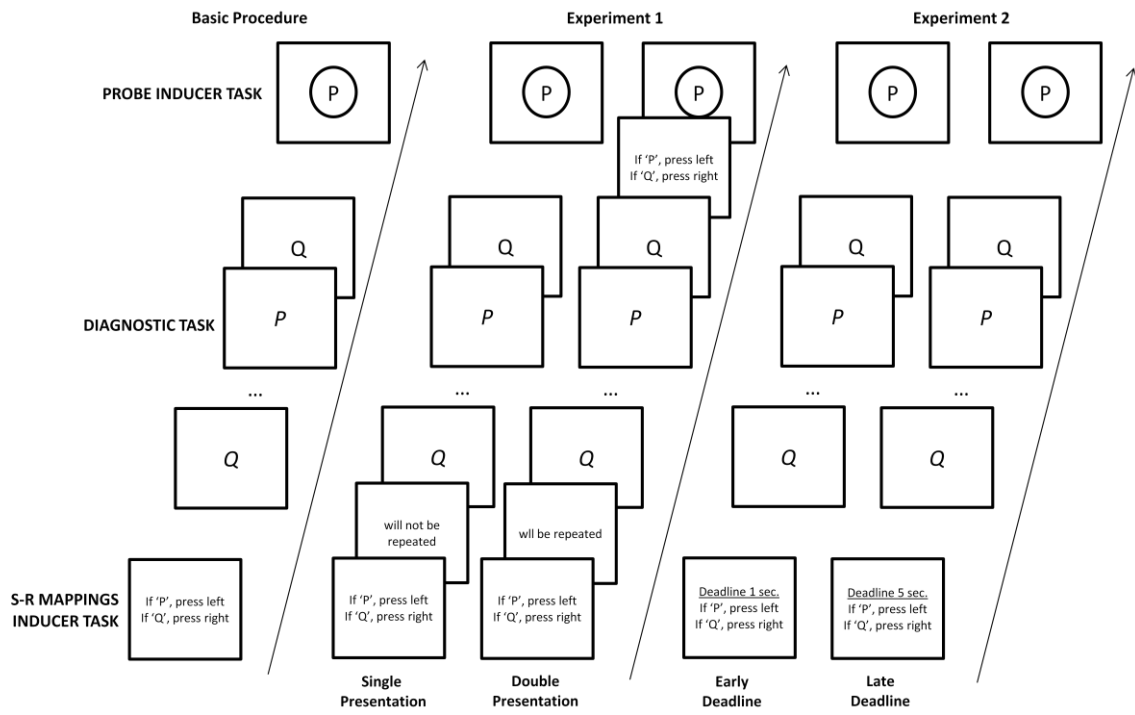 Basic Procedure
Experiment 1
Experiment 2
PROBE INDUCER TASK
P
P
P
P
P
If ‘P’, press left
If ‘Q’, press right
Q
Q
Q
Q
Q
DIAGNOSTIC TASK
P
P
P
P
P
...
...
...
...
...
Q
Q
Q
Q
Q
will not be
repeated
wll be repeated
S-R MAPPINGS
INDUCER TASK
If ‘P’, press left
If ‘Q’, press right
If ‘P’, press left
If ‘Q’, press right
If ‘P’, press left
If ‘Q’, press right
Deadline 1 sec.
If ‘P’, press left
If ‘Q’, press right
Deadline 5 sec.
If ‘P’, press left
If ‘Q’, press right
Single
Presentation
Double
Presentation
Early
Deadline
Late
Deadline